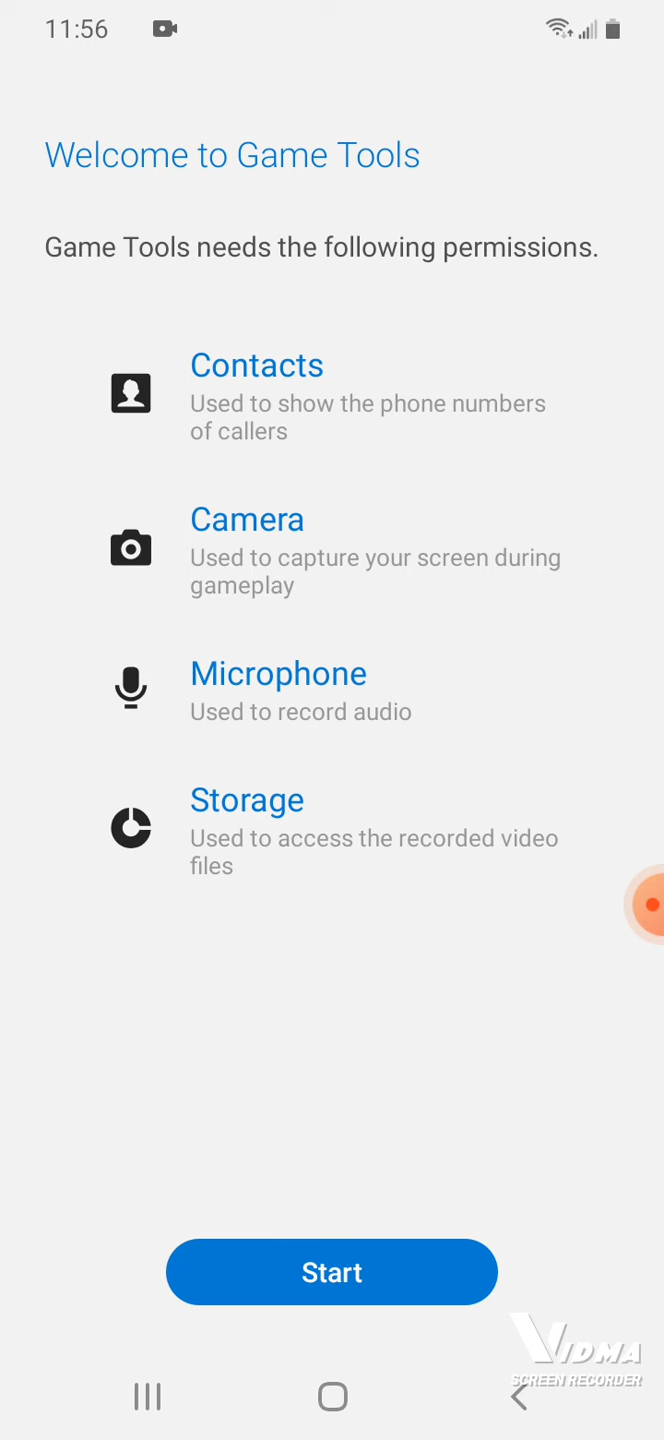 11:56
Welcome to Game Tools
Game Tools needs the following permissions.
Contacts
Used to show the phone numbers
of callers
Camera
Used to capture your screen during
gameplay
Microphone
Used to record audio
Storage
Used to access the recorded video
files
Start
VIDMA
SCREEN RECORDER